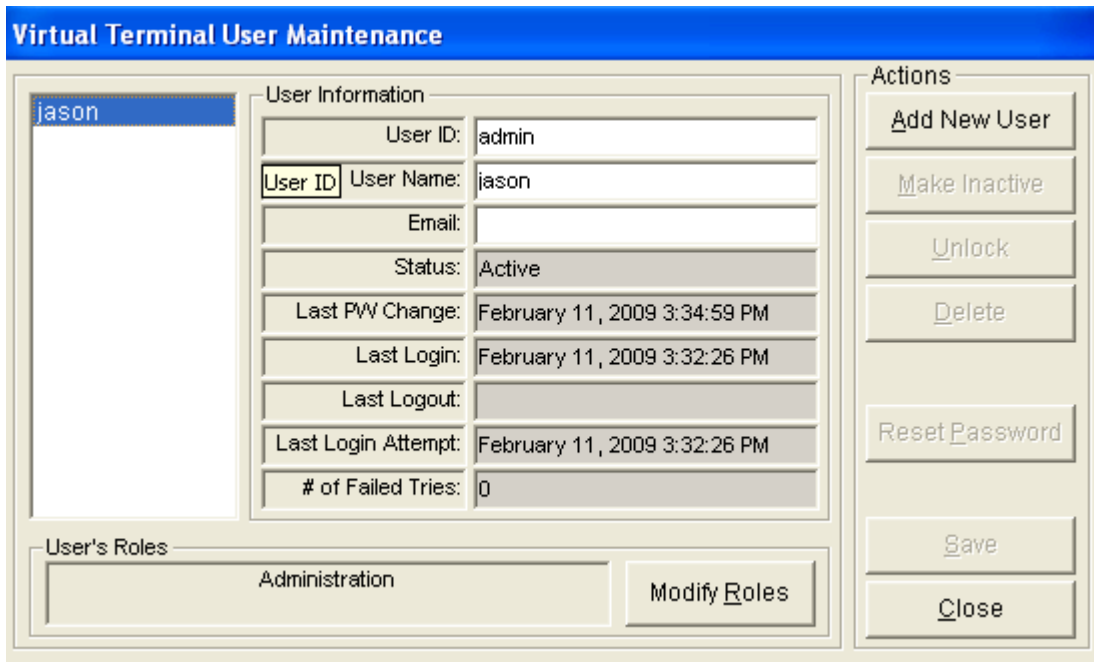 Virtual Terminal User Maintenance
jason
User Information
User ID: admin
User ID
User Name: jason
Email:
Status: Active
Last PW Change: February 11, 2009 3:34:59 PM
Last Login: February 11, 2009 3:32:26 PM
Last Logout:
Last Login Attempt: February 11, 2009 3:32:26 PM
# of Failed Tries: 0
User's Roles
Administration
Modify Roles
Actions
Add New User
Make Inactive
Unlock
Delete
Reset Password
Save
Close